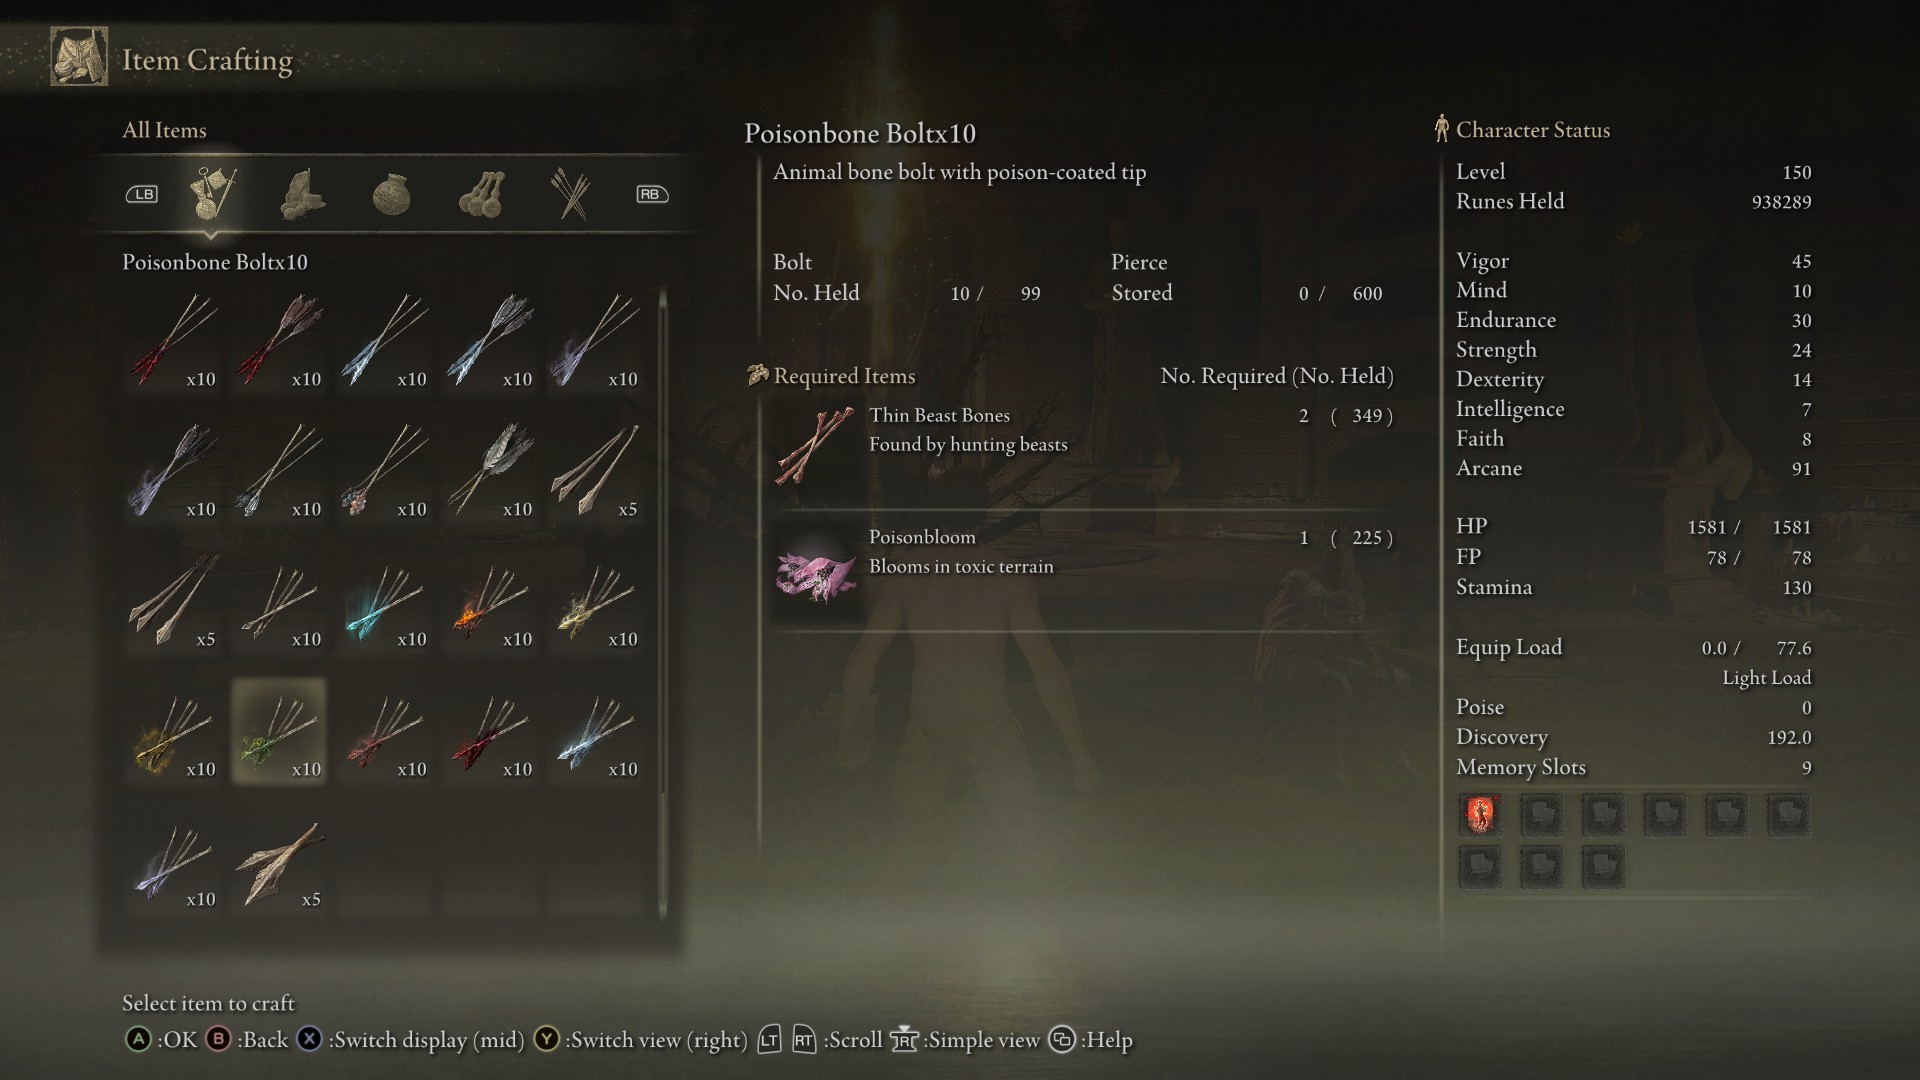 Item Crafting
All Items
LB
RB
Poisonbone Boltx10
x10 x10 x10 x10 x10
x10 x10 x10 x10 x5
x5 x10 x10 x10 x10
x10 x10 x10 x10 x10
x10 x5
Poisonbone Boltx10
Animal bone bolt with poison-coated tip
Bolt Pierce
No. Held 10 / 99 Stored 0 / 600
Required Items No. Required (No. Held)
Thin Beast Bones 2 ( 349 )
Found by hunting beasts
Poisonbloom 1 ( 225 )
Blooms in toxic terrain
Character Status
Level 150
Runes Held 938289
Vigor 45
Mind 10
Endurance 30
Strength 24
Dexterity 14
Intelligence 7
Faith 8
Arcane 91
HP 1581 / 1581
FP 78 / 78
Stamina 130
Equip Load 0.0 / 77.6
Light Load
Poise 0
Discovery 192.0
Memory Slots 9
Select item to craft
A :OK B :Back X :Switch display (mid) Y :Switch view (right) LT RT :Scroll R :Simple view :Help